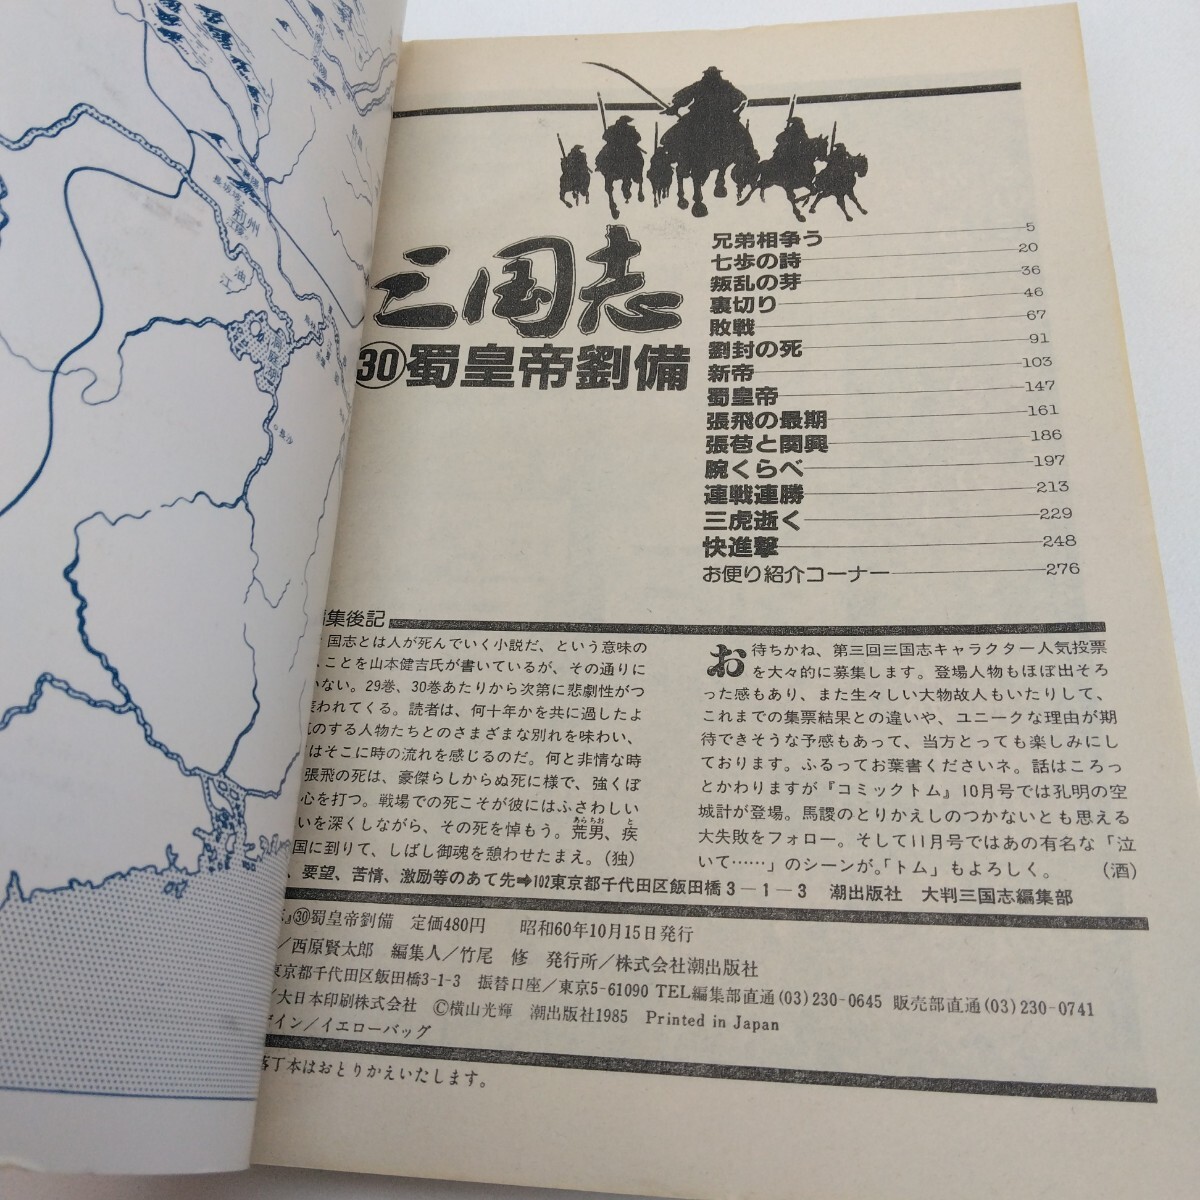 三国志
㉚蜀皇帝劉備
兄弟相争う 5
七歩の詩 20
叛乱の芽 36
裏切り 46
敗戦 67
劉封の死 91
新帝 103
蜀皇帝 147
張飛の最期 161
張苞と関興 186
腕くらべ 197
連戦連勝 213
三虎逝く 229
快進撃 248
お便り紹介コーナー 276
集後記
国志とは人が死んでいく小説だ、という意味の
ことを山本健吉氏が書いているが、その通りに
ない。29巻、30巻あたりから次第に悲劇性がつ
われてくる。読者は、何十年かを共に過したよ
のする人物たちとのさまざまな別れを味わい、
はそこに時の流れを感じるのだ。何と非情な時
張飛の死は、豪傑らしからぬ死に様で、強くぼ
心を打つ。戦場での死こそが彼にはふさわしい
いを深くしながら、その死を悼もう。荒男、疾
国に到りて、しばし御魂を憩わせたまえ。(独)
お待ちかね、第三回三国志キャラクター人気投票
を大々的に募集します。登場人物もほぼ出そろ
った感もあり、また生々しい大物故人もいたりして、
これまでの集票結果との違いや、ユニークな理由が期
待できそうな予感もあって、当方とっても楽しみにし
ております。ふるってお葉書くださいネ。話はころっ
とかわりますが『コミックトム』10月号では孔明の空
城計が登場。馬謖のとりかえしのつかないとも思える
大失敗をフォロー。そして11月号ではあの有名な「泣
いて……」のシーンが。「トム」もよろしく。 (酒)
、要望、苦情、激励等のあて先➡102東京都千代田区飯田橋3－1－3 潮出版社 大判三国志編集部
』㉚蜀皇帝劉備 定価480円 昭和60年10月15日発行
／西原賢太郎 編集人／竹尾 修 発行所／株式会社潮出版社
東京都千代田区飯田橋3-1-3 振替口座／東京5-61090 TEL編集部直通(03)230-0645 販売部直通(03)230-0741
／大日本印刷株式会社 ©横山光輝 潮出版社1985 Printed in Japan
イン／イエローバッグ
落丁本はおとりかえいたします。